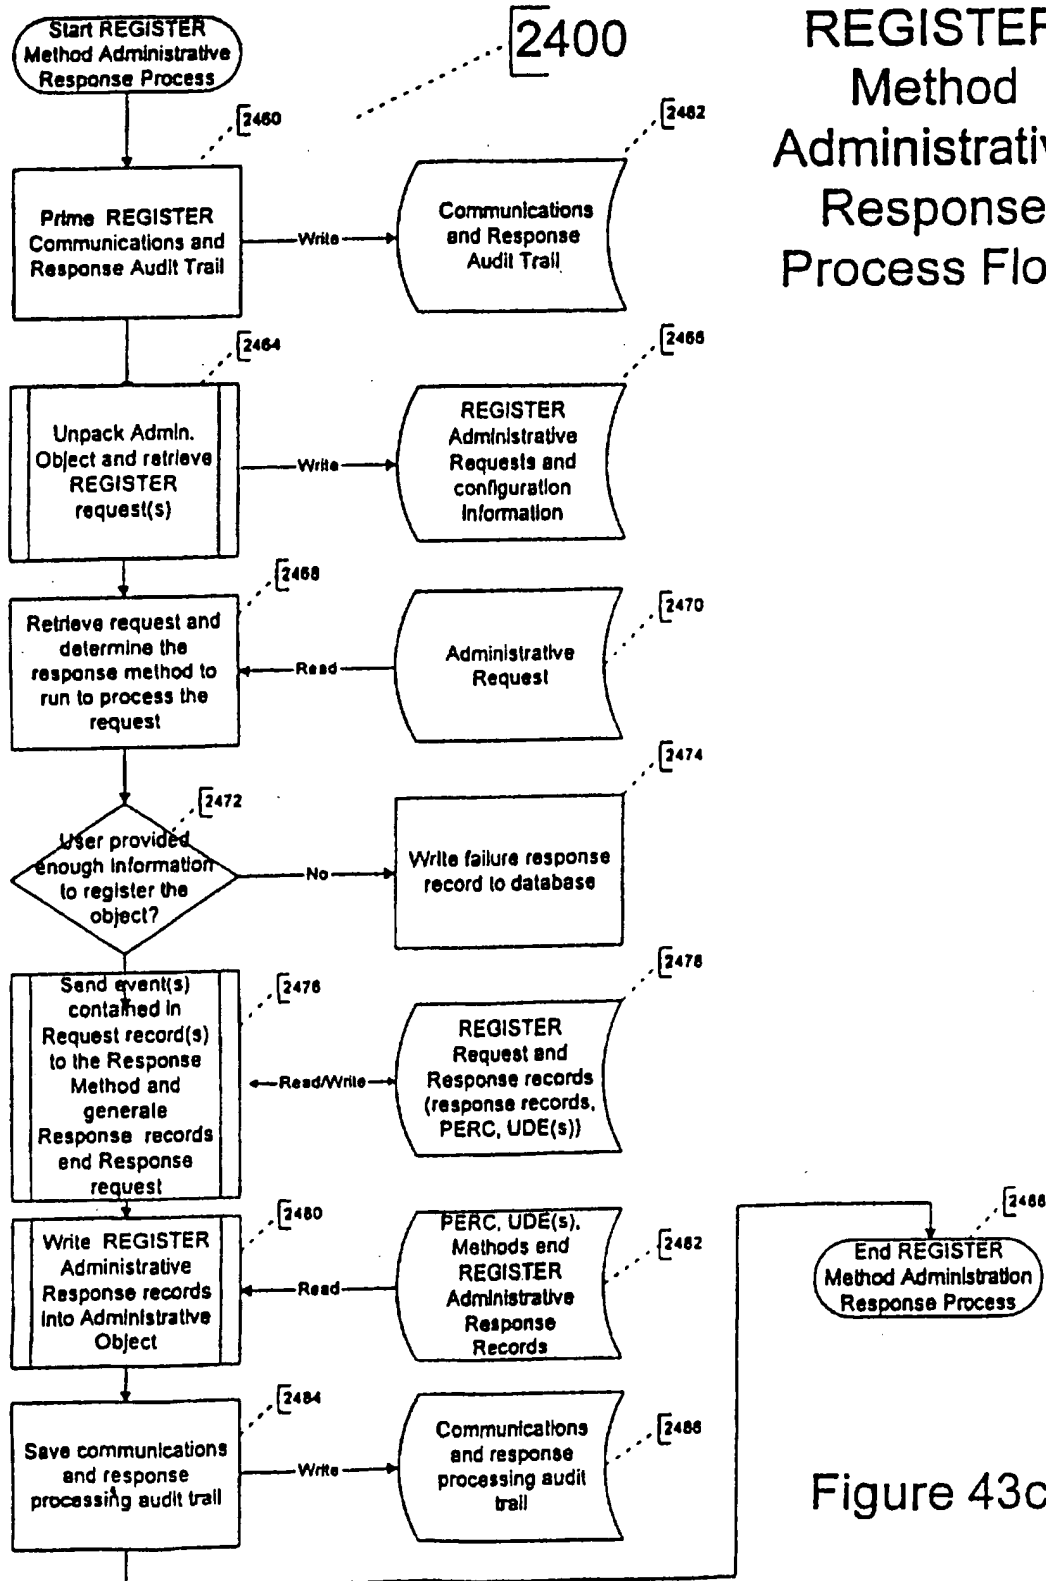 Start REGISTER
Method Administrative
Response Process
2400
REGISTER
Method
Administrativ
Response
Process Flo
2460
Prime REGISTER
Communications and
Response Audit Trail
Write
2462
Communications
and Response
Audit Trail
2464
Unpack Admin.
Object and retrieve
REGISTER
request(s)
Write
2466
REGISTER
Administrative
Requests and
configuration
Information
2468
Retrieve request and
determine the
response method to
run to process the
request
Read
2470
Administrative
Request
2472
User provided
enough information
to register the
object?
No
2474
Write failure response
record to database
2476
Send event(s)
contained in
Request record(s)
to the Response
Method and
generale
Response records
end Response
request
Read/Write
2478
REGISTER
Request and
Response records
(response records,
PERC, UDE(s))
2480
Write REGISTER
Administrative
Response records
into Administrative
Object
Read
2482
PERC, UDE(s),
Methods end
REGISTER
Administrative
Response
Records
2484
Save communications
and response
processing audit trail
Write
2486
Communications
and response
processing audit
trail
2488
End REGISTER
Method Administration
Response Process
Figure 43c